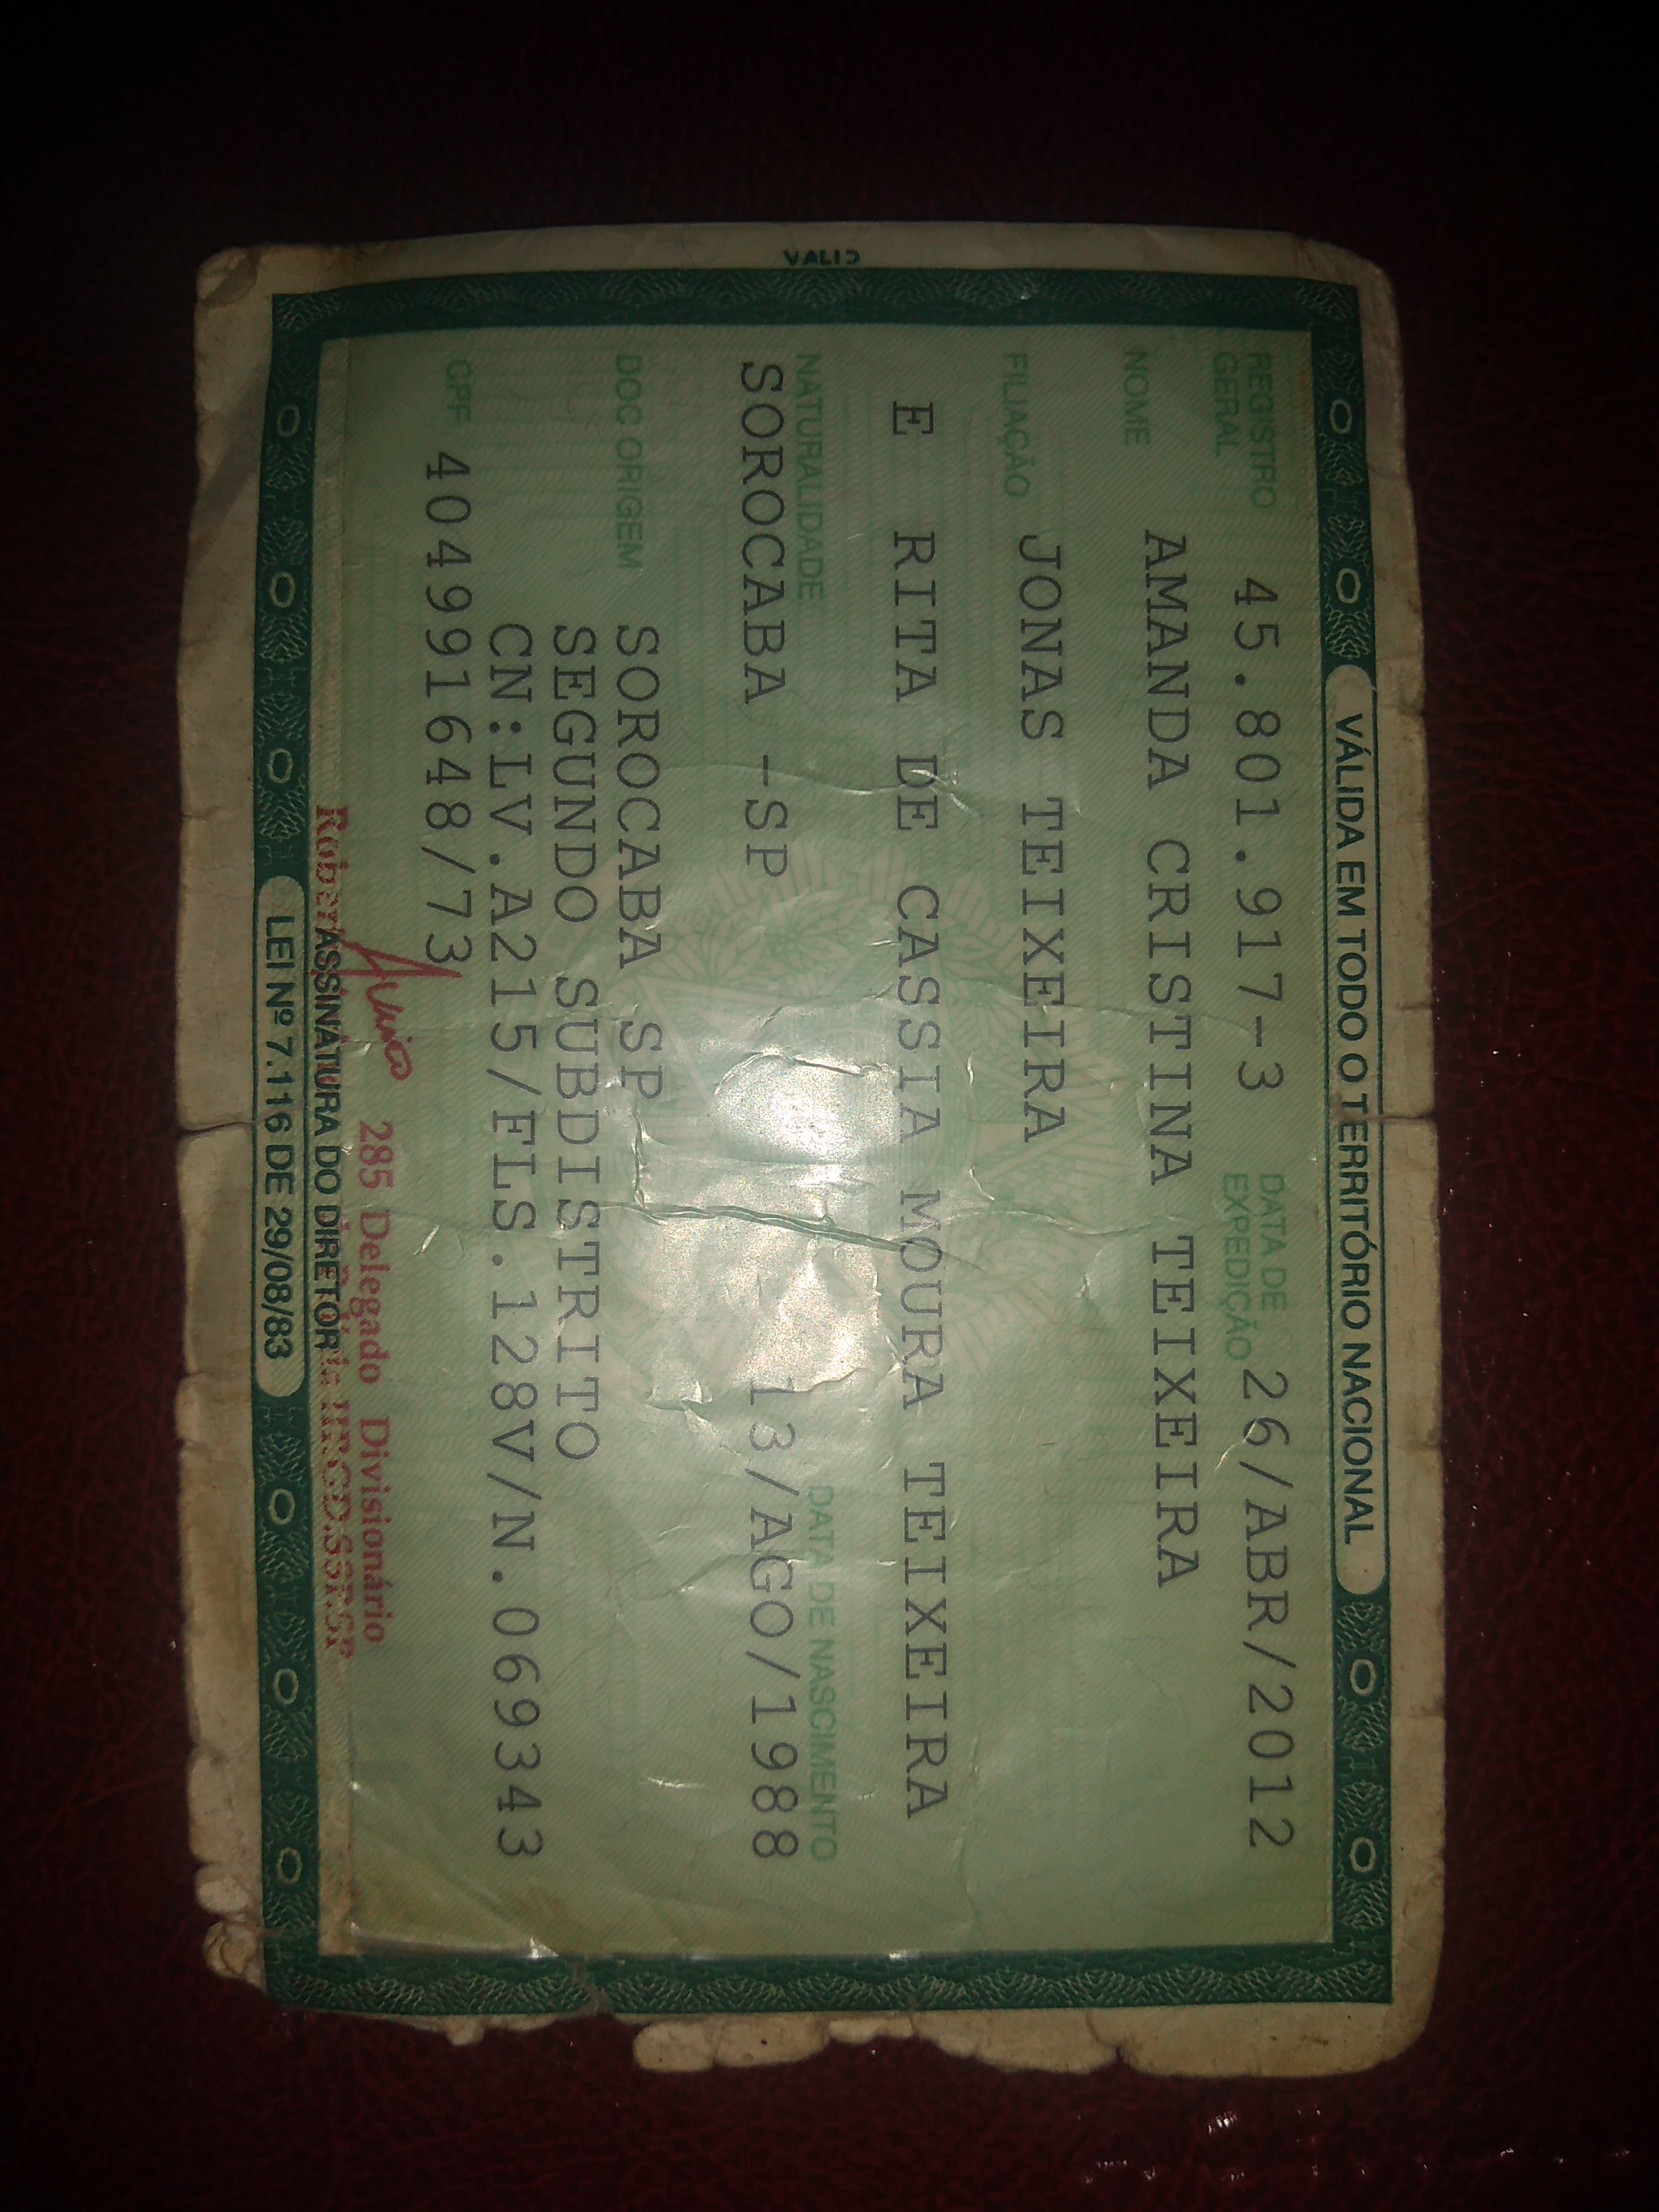 VALID
VÁLIDA EM TODO O TERRITÓRIO NACIONAL
REGISTRO GERAL 45.801.917-3 DATA DE EXPEDIÇÃO 26/ABR/2012
NOME AMANDA CRISTINA TEIXEIRA
FILIAÇÃO JONAS TEIXEIRA
E RITA DE CASSIA MOURA TEIXEIRA
NATURALIDADE DATA DE NASCIMENTO
SOROCABA -SP 13/AGO/1988
DOC ORIGEM SOROCABA SP
SEGUNDO SUBDISTRITO
CN:LV.A215/FLS.128V/N.069343
CPF 404991648/73
285 Delegado Divisionário
ASSINATURA DO DIRETOR
LEI Nº 7.116 DE 29/08/83